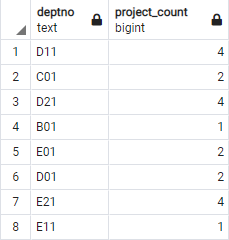 deptno project_count
text bigint
1 D11 4
2 C01 2
3 D21 4
4 B01 1
5 E01 2
6 D01 2
7 E21 4
8 E11 1